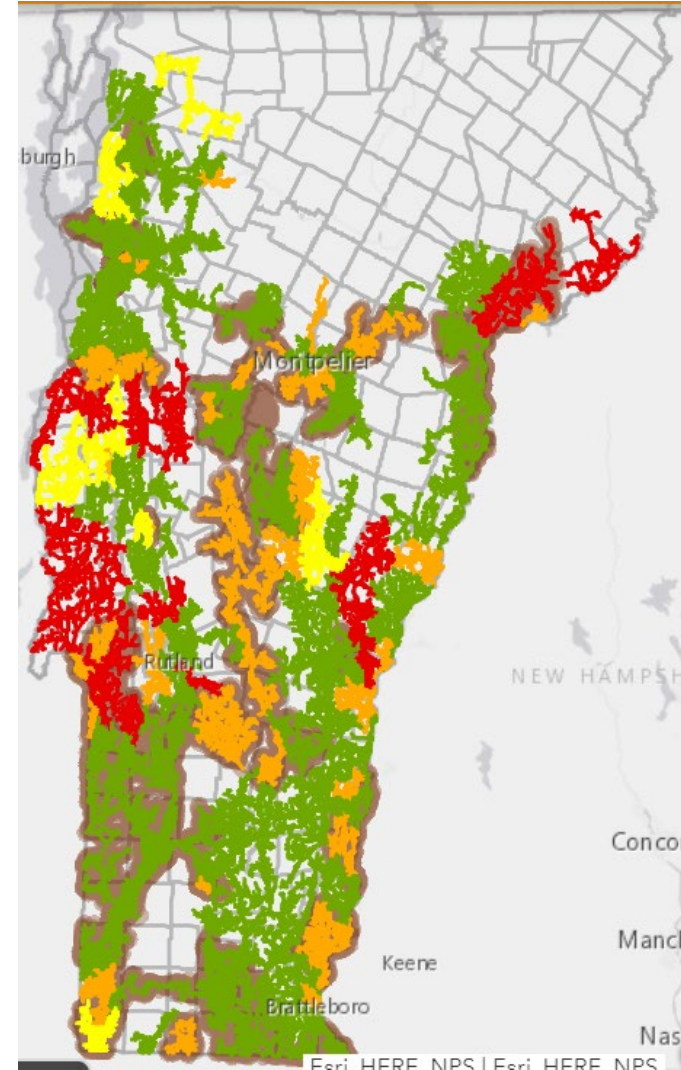 burgh
Montpelier
Rutland
NEW HAMPSH
Conco
Keene
Manch
Brattleboro
Nas
Esri, HERE, NPS | Esri, HERE, NPS